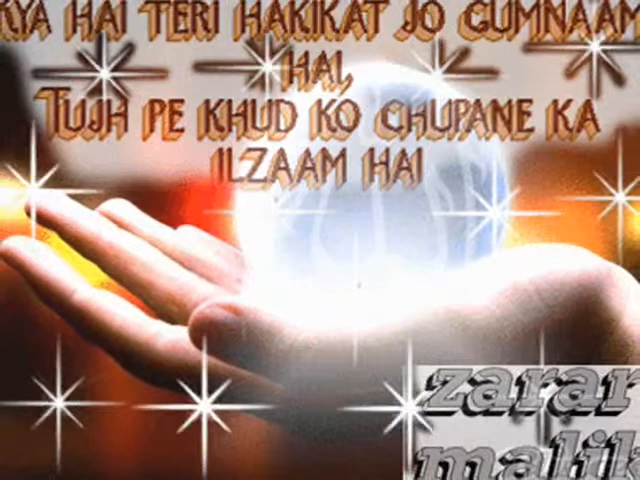 KYA HAI TERI HAKIKAT JO GUMNAAM
HAI,
TUJH PE KHUD KO CHUPANE KA
ILZAAM HAI
zarar
malik